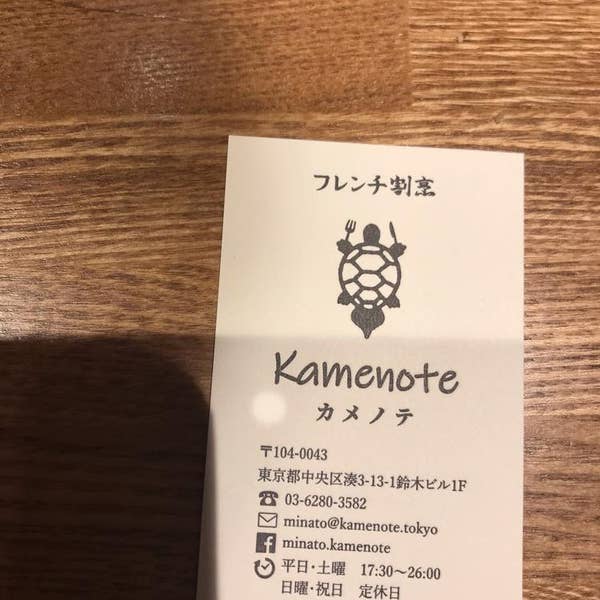 フレンチ割烹
Kamenote
カメノテ
〒104-0043
東京都中央区湊3-13-1鈴木ビル1F
03-6280-3582
minato@kamenote.tokyo
minato.kamenote
平日・土曜 17:30～26:00
日曜・祝日 定休日